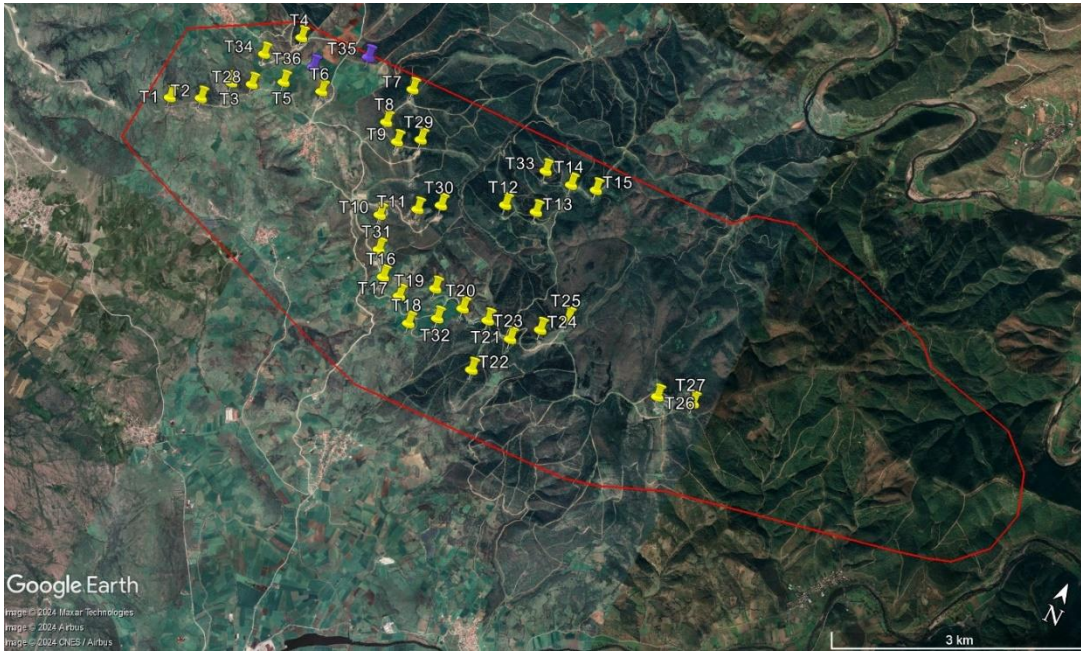 T4
T34
T35
T36
T28
T6
T7
T2
T1
T3
T5
T8
T29
T9
T33
T14
T15
T30
T12
T11
T10
T13
T31
T16
T19
T17
T20
T25
T18
T23
T24
T32
T21
T22
T27
T26
Google Earth
Image © 2024 Maxar Technologies
Image © 2024 Airbus
Image © 2024 CNES / Airbus
N
3 km